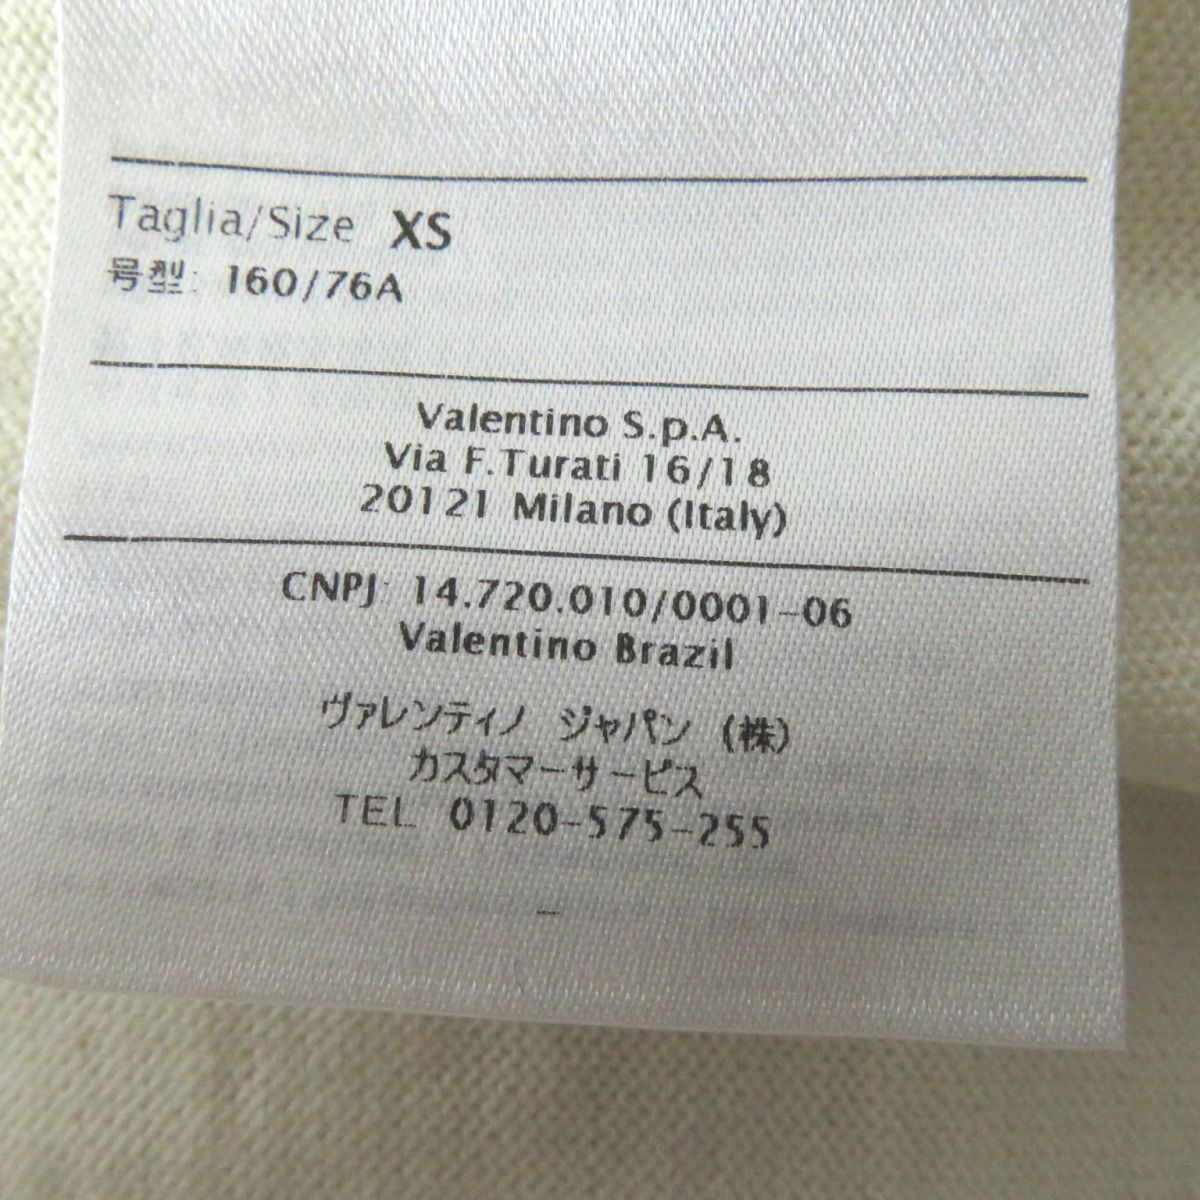 Taglia/Size XS
号型: 160/76A
Valentino S.p.A.
Via F.Turati 16/18
20121 Milano (Italy)
CNPJ 14.720.010/0001-06
Valentino Brazil
ヴァレンティノ ジャパン (株)
カスタマーサービス
TEL 0120-575-255
-